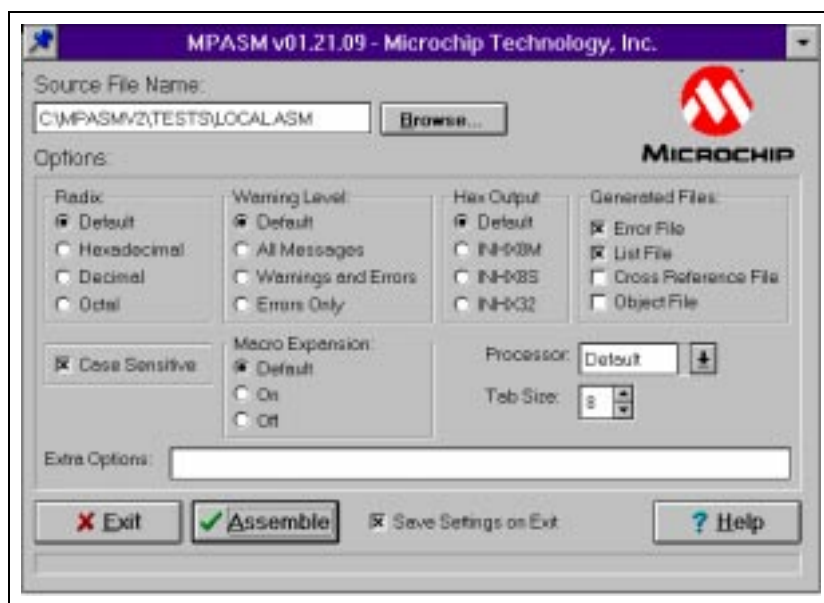 MPASM v01.21.09 - Microchip Technology, Inc.
Source File Name:
C:\MPASMV2\TESTS\LOCAL.ASM
Browse...
MICROCHIP
Options:
Radix:
Default
Hexadecimal
Decimal
Octal
Warning Level:
Default
All Messages
Warnings and Errors
Errors Only
Hex Output
Default
INHX8M
INHX8S
INHX32
Generated Files:
Error File
List File
Cross Reference File
Object File
Case Sensitive
Macro Expansion:
Default
On
Off
Processor: Default
Tab Size: 8
Extra Options:
Exit
Assemble
Save Settings on Exit
? Help